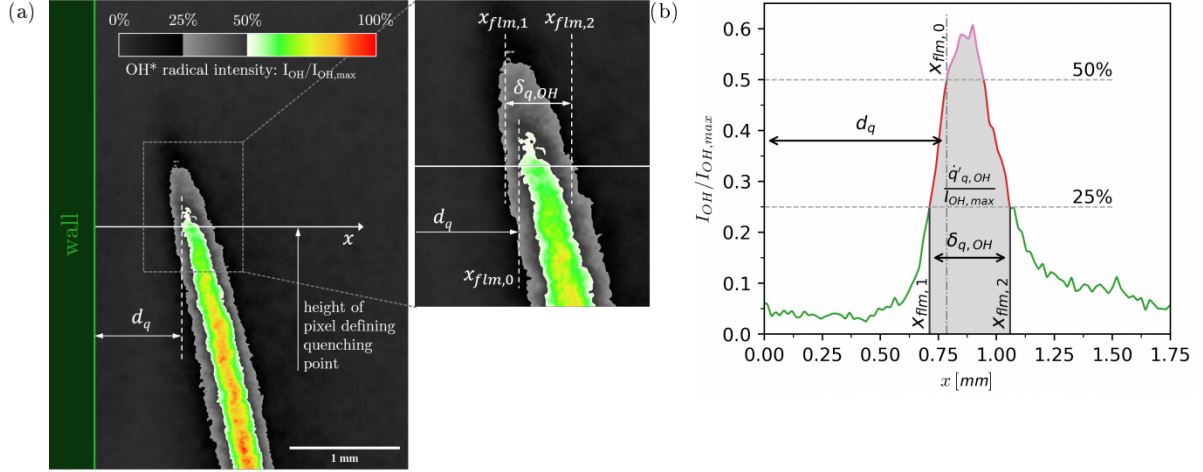 (a)
0% 25% 50% 100%
OH* radical intensity: I_OH/I_OH,max
wall
x
d_q
height of
pixel defining
quenching
point
1 mm
x_flm,1 x_flm,2
δ_q,OH
d_q
x_flm,0
(b)
I_OH/I_OH,max
0.6
0.5
0.4
0.3
0.2
0.1
0.0
x_flm,0
50%
d_q
q̇'_q,OH
I_OH,max
25%
δ_q,OH
x_flm,1
x_flm,2
0.00 0.25 0.50 0.75 1.00 1.25 1.50 1.75
x [mm]